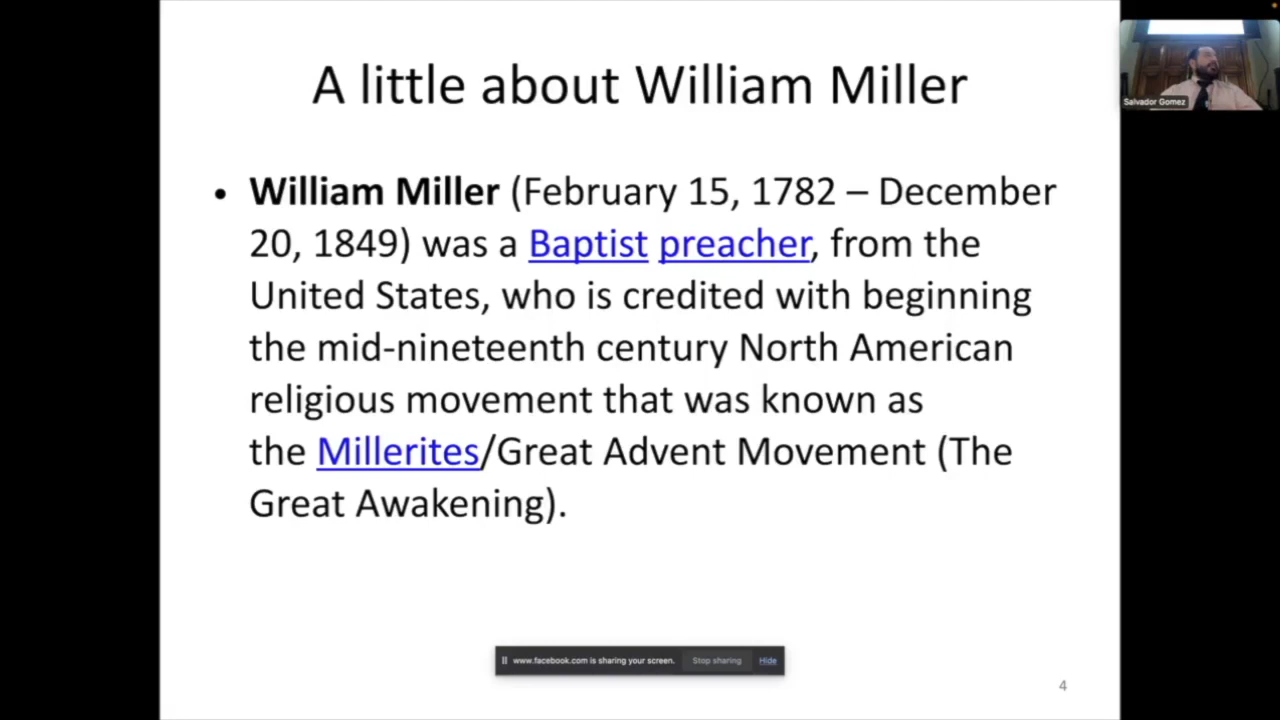 A little about William Miller
Salvador Gomez
• William Miller (February 15, 1782 – December
20, 1849) was a Baptist preacher, from the
United States, who is credited with beginning
the mid-nineteenth century North American
religious movement that was known as
the Millerites/Great Advent Movement (The
Great Awakening).
www.facebook.com is sharing your screen. Stop sharing Hide
4